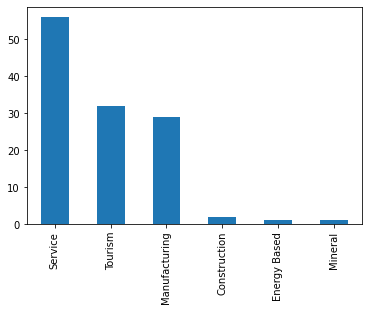 50
40
30
20
10
0
Service
Tourism
Manufacturing
Construction
Energy Based
Mineral